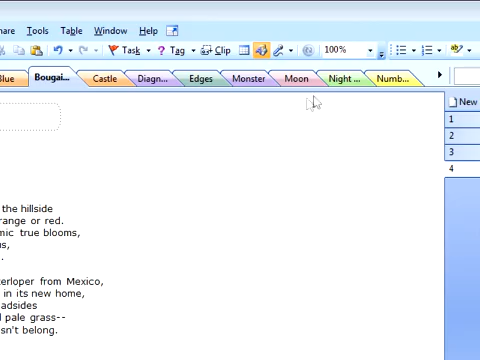 hare Tools Table Window Help
Task Tag Clip 100%
Blue Bougai... Castle Diagn... Edges Monster Moon Night ... Numb...
New
1
2
3
4
the hillside
range or red.
mic true blooms,
s,
.
erloper from Mexico,
in its new home,
adsides
pale grass--
sn't belong.